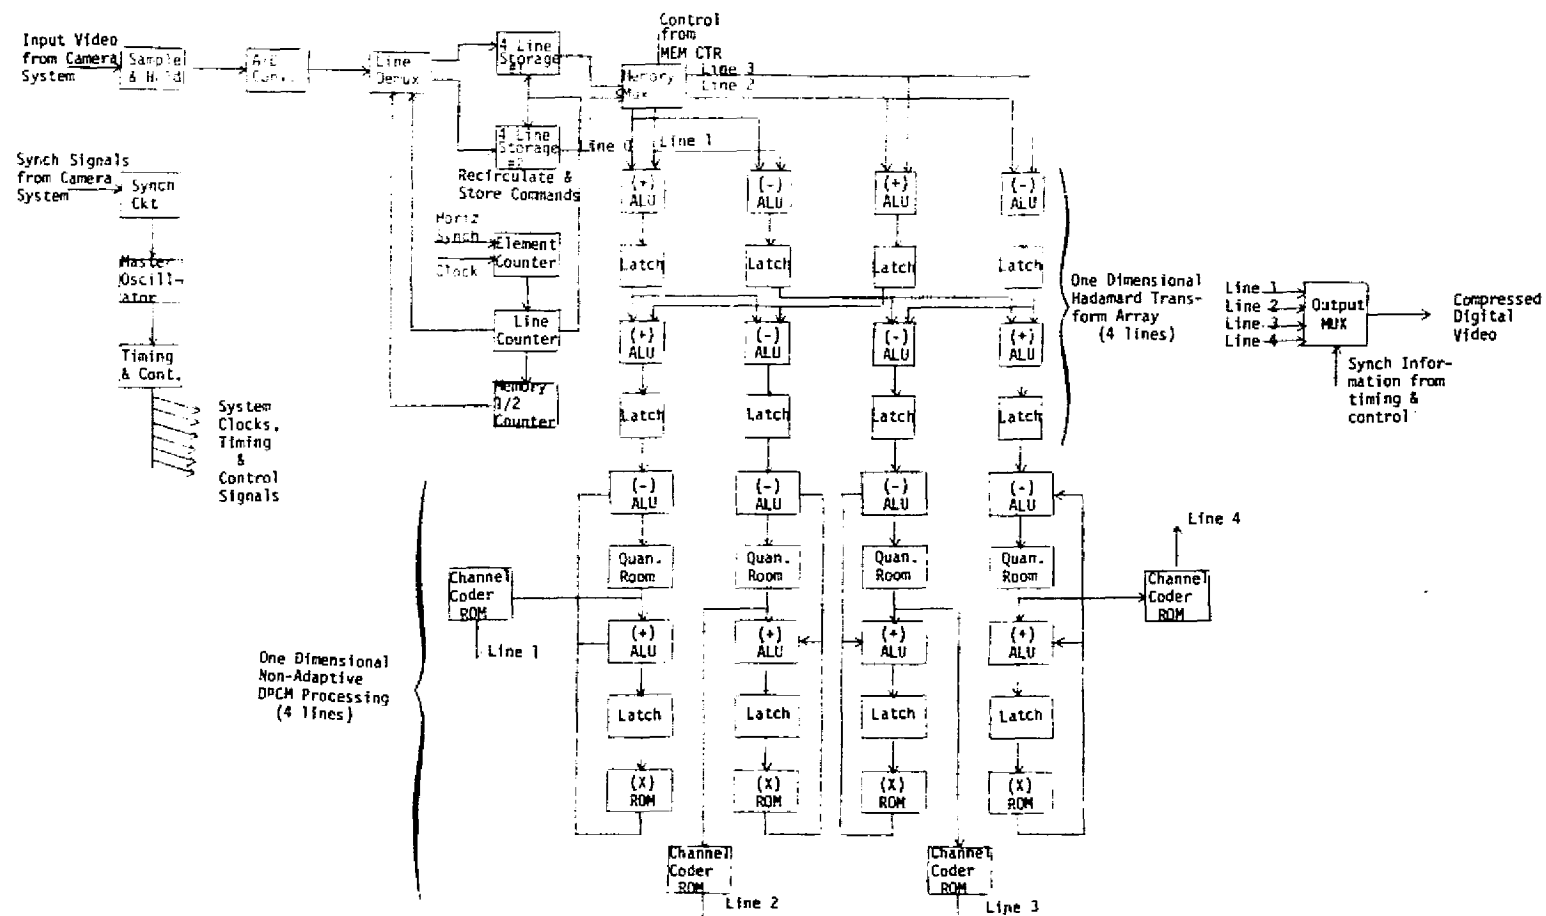 Input Video
from Camera
System
Sample
& Hold
A/D
Conv.
Line
Demux
4 Line
Storage
#1
4 Line
Storage
#2
Control
from
MEM CTR
Memory
Mux
Line 3
Line 2
Line 0
Line 1
Recirculate &
Store Commands
Synch Signals
from Camera
System
Synch
Ckt
Master
Oscill-
ator
Timing
& Cont.
System
Clocks,
Timing
&
Control
Signals
Horiz
Synch
Clock
Element
Counter
Line
Counter
Memory
1/2
Counter
(+)
ALU
(-)
ALU
(+)
ALU
(-)
ALU
Latch
Latch
Latch
Latch
(+)
ALU
(-)
ALU
(-)
ALU
(+)
ALU
Latch
Latch
Latch
Latch
One Dimensional
Hadamard Trans-
form Array
(4 lines)
Line 1
Line 2
Line 3
Line 4
Output
MUX
Compressed
Digital
Video
Synch Infor-
mation from
timing &
control
(-)
ALU
(-)
ALU
(-)
ALU
(-)
ALU
Quan.
Room
Quan.
Room
Quan.
Room
Quan.
Room
Channel
Coder
ROM
Line 1
Line 4
Channel
Coder
ROM
(+)
ALU
(+)
ALU
(+)
ALU
(+)
ALU
One Dimensional
Non-Adaptive
DPCM Processing
(4 lines)
Latch
Latch
Latch
Latch
(X)
ROM
(X)
ROM
(X)
ROM
(X)
ROM
Channel
Coder
ROM
Line 2
Channel
Coder
ROM
Line 3